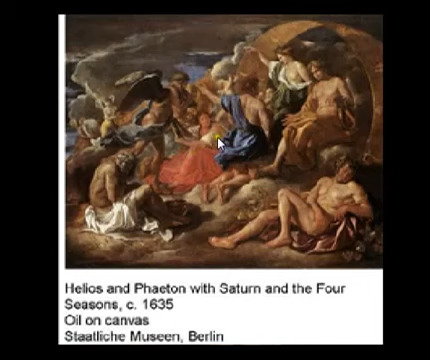 Helios and Phaeton with Saturn and the Four
Seasons, c. 1635
Oil on canvas
Staatliche Museen, Berlin